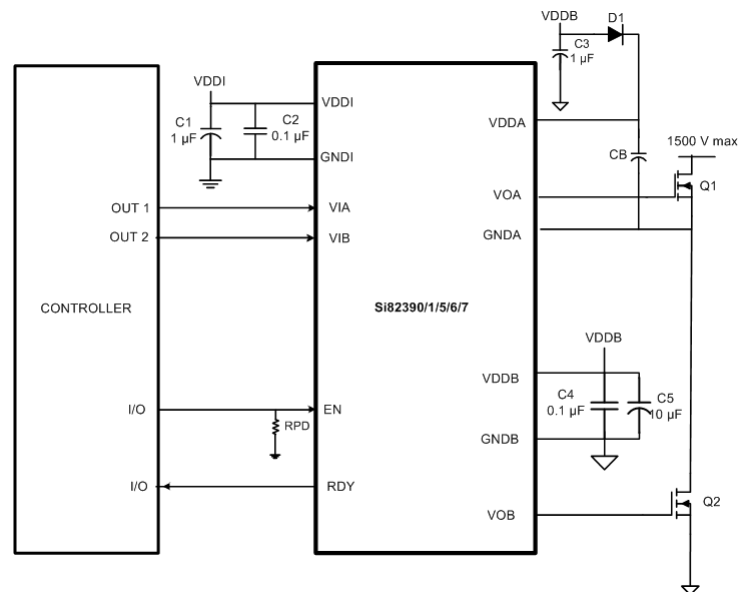 VDDB
D1
C3
1 µF
VDDI
C1
1 µF
C2
0.1 µF
VDDI
GNDI
VDDA
CB
1500 V max
Q1
VOA
OUT 1
VIA
OUT 2
VIB
GNDA
CONTROLLER
Si82390/1/5/6/7
VDDB
VDDB
C4
0.1 µF
C5
10 µF
I/O
EN
RPD
GNDB
I/O
RDY
VOB
Q2